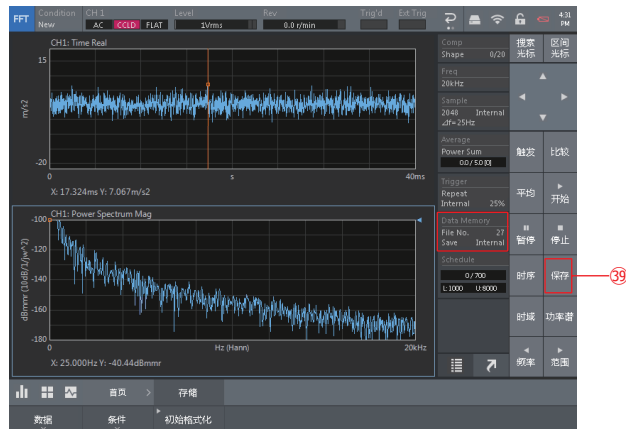 FFT Condition CH 1 Level Rev Trig'd Ext Trig 4:31
New AC CCLD FLAT 1Vrms 0.0 r/min PM
CH1: Time Real
15
m/s2
-20
0 s 40ms
X: 17.324ms Y: 7.067m/s2
CH1: Power Spectrum Mag
-100
-120
-140
-160
-180
dBmmr [10dB/1/jw^2)
0 Hz (Hann) 20kHz
X: 25.000Hz Y: -40.44dBmmr
Comp
Shape 0/20
Freq
20kHz
Sample
2048 Internal
⊿f=25Hz
Average
Power Sum
0.0 / 5.0 [0]
Trigger
Repeat
Internal 25%
Data Memory
File No. 27
Save Internal
Schedule
0 / 700
L: 1000 U:8000
搜索光标 区间光标
触发 比较
平均 开始
暂停 停止
时序 保存
时域 功率谱
频率 范围
39
首页 > 存储
数据 条件 初始格式化